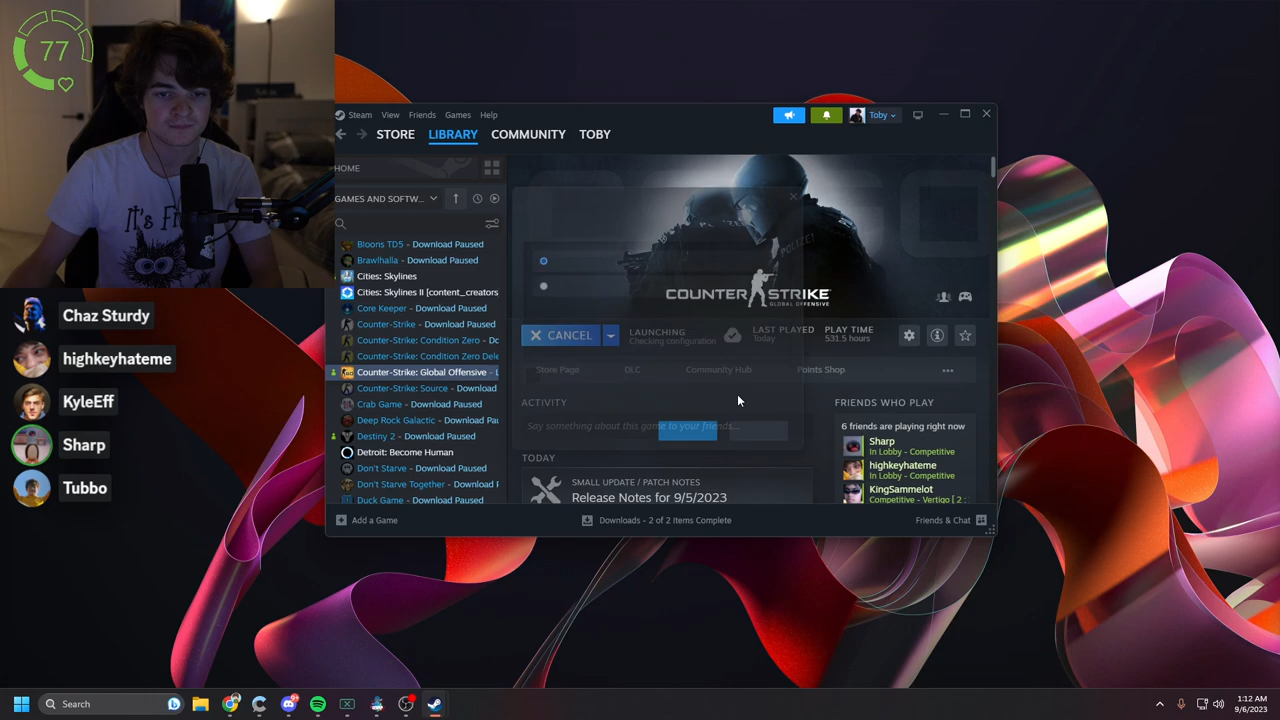 77
Steam View Friends Games Help
Toby
STORE LIBRARY COMMUNITY TOBY
HOME
GAMES AND SOFTW...
Bloons TD5 - Download Paused
Brawlhalla - Download Paused
Cities: Skylines
Cities: Skylines II [content_creators
Core Keeper - Download Paused
Counter-Strike - Download Paused
Counter-Strike: Condition Zero - Do
Counter-Strike: Condition Zero Dele
Counter-Strike: Global Offensive - L
Counter-Strike: Source - Download
Crab Game - Download Paused
Deep Rock Galactic - Download Pau
Destiny 2 - Download Paused
Detroit: Become Human
Don't Starve - Download Paused
Don't Starve Together - Download P
Duck Game - Download Paused
POLIZEI
COUNTER STRIKE
GLOBAL OFFENSIVE
CANCEL
LAUNCHING
Checking configuration
LAST PLAYED
Today
PLAY TIME
531.5 hours
Store Page DLC Community Hub Points Shop
ACTIVITY
Say something about this game to your friends...
TODAY
SMALL UPDATE / PATCH NOTES
Release Notes for 9/5/2023
FRIENDS WHO PLAY
6 friends are playing right now
Sharp
In Lobby - Competitive
highkeyhateme
In Lobby - Competitive
KingSammelot
Competitive - Vertigo [ 2 :
Add a Game
Downloads - 2 of 2 Items Complete
Friends & Chat
It's Fr
Chaz Sturdy
highkeyhateme
KyleEff
Sharp
Tubbo
Search
1:12 AM
9/6/2023